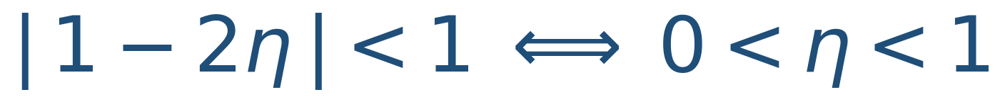 | 1 − 2η | < 1 ⟺ 0 < η < 1